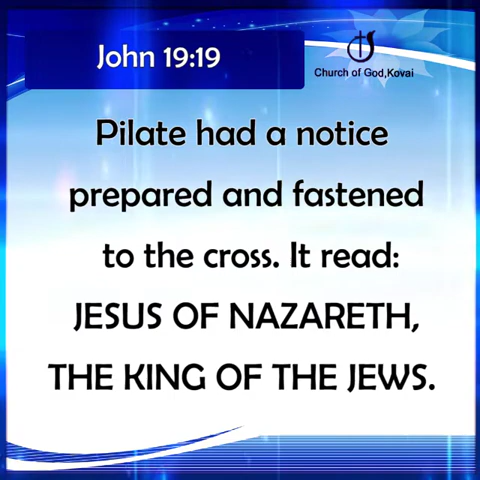 John 19:19
Church of God,Kovai
Pilate had a notice
prepared and fastened
to the cross. It read:
JESUS OF NAZARETH,
THE KING OF THE JEWS.